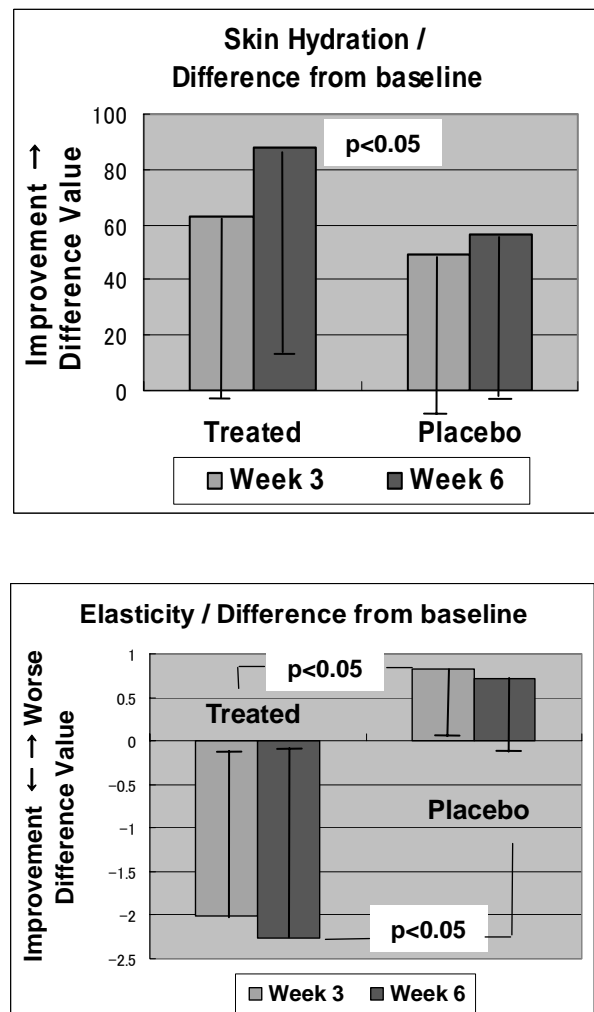 Skin Hydration /
Difference from baseline
Improvement →
Difference Value
100
80
60
40
20
0
p<0.05
Treated Placebo
Week 3 Week 6
Elasticity / Difference from baseline
Improvement ← → Worse
Difference Value
1
0.5
0
-0.5
-1
-1.5
-2
-2.5
p<0.05
Treated
Placebo
p<0.05
Week 3 Week 6